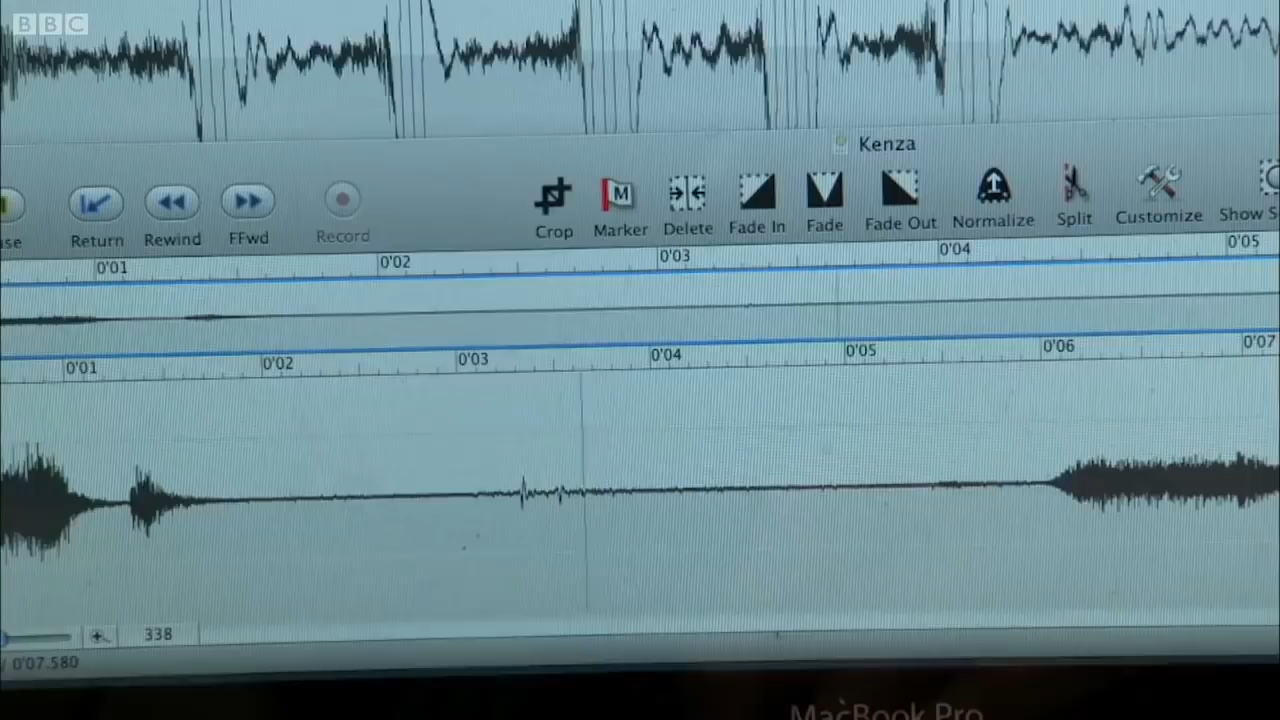 BBC
Kenza
Return Rewind FFwd Record Crop Marker M Delete Fade In Fade Fade Out Normalize Split Customize Show S
0'01 0'02 0'03 0'04 0'05
0'01 0'02 0'03 0'04 0'05 0'06 0'07
338
/ 0'07.580
MacBook Pro